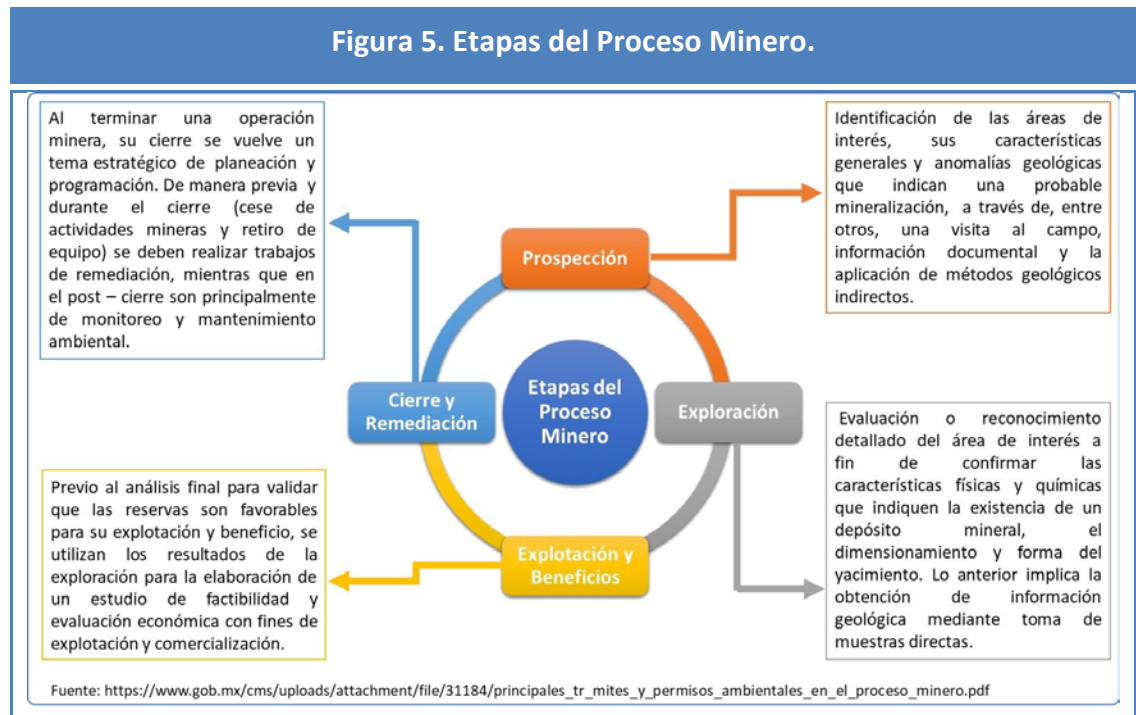 Figura 5. Etapas del Proceso Minero.
Al terminar una operación
minera, su cierre se vuelve un
tema estratégico de planeación y
programación. De manera previa y
durante el cierre (cese de
actividades mineras y retiro de
equipo) se deben realizar trabajos
de remediación, mientras que en
el post – cierre son principalmente
de monitoreo y mantenimiento
ambiental.
Identificación de las áreas de
interés, sus características
generales y anomalías geológicas
que indican una probable
mineralización, a través de, entre
otros, una visita al campo,
información documental y la
aplicación de métodos geológicos
indirectos.
Prospección
Etapas del
Proceso
Minero
Cierre y
Remediación
Exploración
Explotación y
Beneficios
Previo al análisis final para validar
que las reservas son favorables
para su explotación y beneficio, se
utilizan los resultados de la
exploración para la elaboración de
un estudio de factibilidad y
evaluación económica con fines de
explotación y comercialización.
Evaluación o reconocimiento
detallado del área de interés a
fin de confirmar las
características físicas y químicas
que indiquen la existencia de un
depósito mineral, el
dimensionamiento y forma del
yacimiento. Lo anterior implica la
obtención de información
geológica mediante toma de
muestras directas.
Fuente: https://www.gob.mx/cms/uploads/attachment/file/31184/principales_tr_mites_y_permisos_ambientales_en_el_proceso_minero.pdf